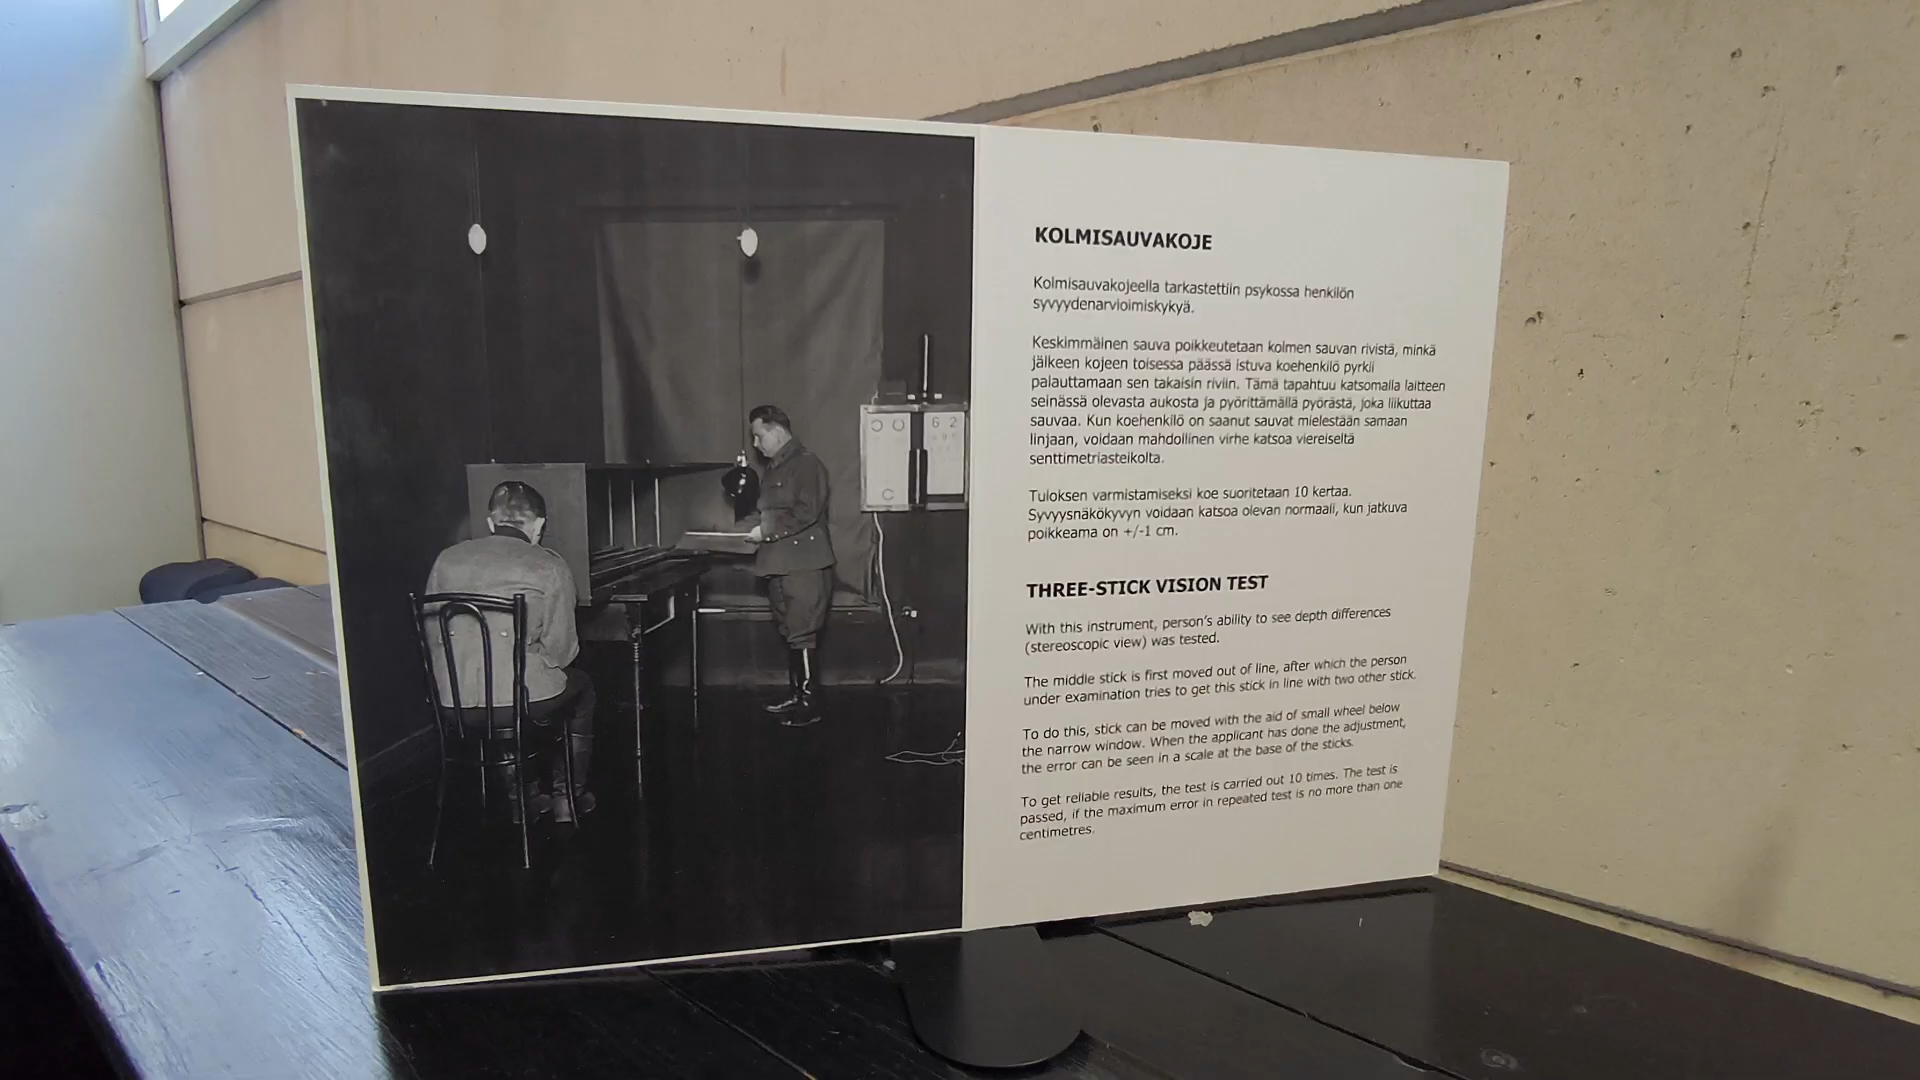 KOLMISAUVAKOJE
Kolmisauvakojeella tarkastettiin psykossa henkilön
syvyydenarvioimiskykyä.
Keskimmäinen sauva poikkeutetaan kolmen sauvan rivistä, minkä
jälkeen kojeen toisessa päässä istuva koehenkilö pyrkii
palauttamaan sen takaisin riviin. Tämä tapahtuu katsomalla laitteen
seinässä olevasta aukosta ja pyörittämällä pyörästä, joka liikuttaa
sauvaa. Kun koehenkilö on saanut sauvat mielestään samaan
linjaan, voidaan mahdollinen virhe katsoa viereiseltä
senttimetriasteikolta.
Tuloksen varmistamiseksi koe suoritetaan 10 kertaa.
Syvyysnäkökyvyn voidaan katsoa olevan normaali, kun jatkuva
poikkeama on +/-1 cm.
THREE-STICK VISION TEST
With this instrument, person's ability to see depth differences
(stereoscopic view) was tested.
The middle stick is first moved out of line, after which the person
under examination tries to get this stick in line with two other stick.
To do this, stick can be moved with the aid of small wheel below
the narrow window. When the applicant has done the adjustment,
the error can be seen in a scale at the base of the sticks.
To get reliable results, the test is carried out 10 times. The test is
passed, if the maximum error in repeated test is no more than one
centimetres.
6 2
C